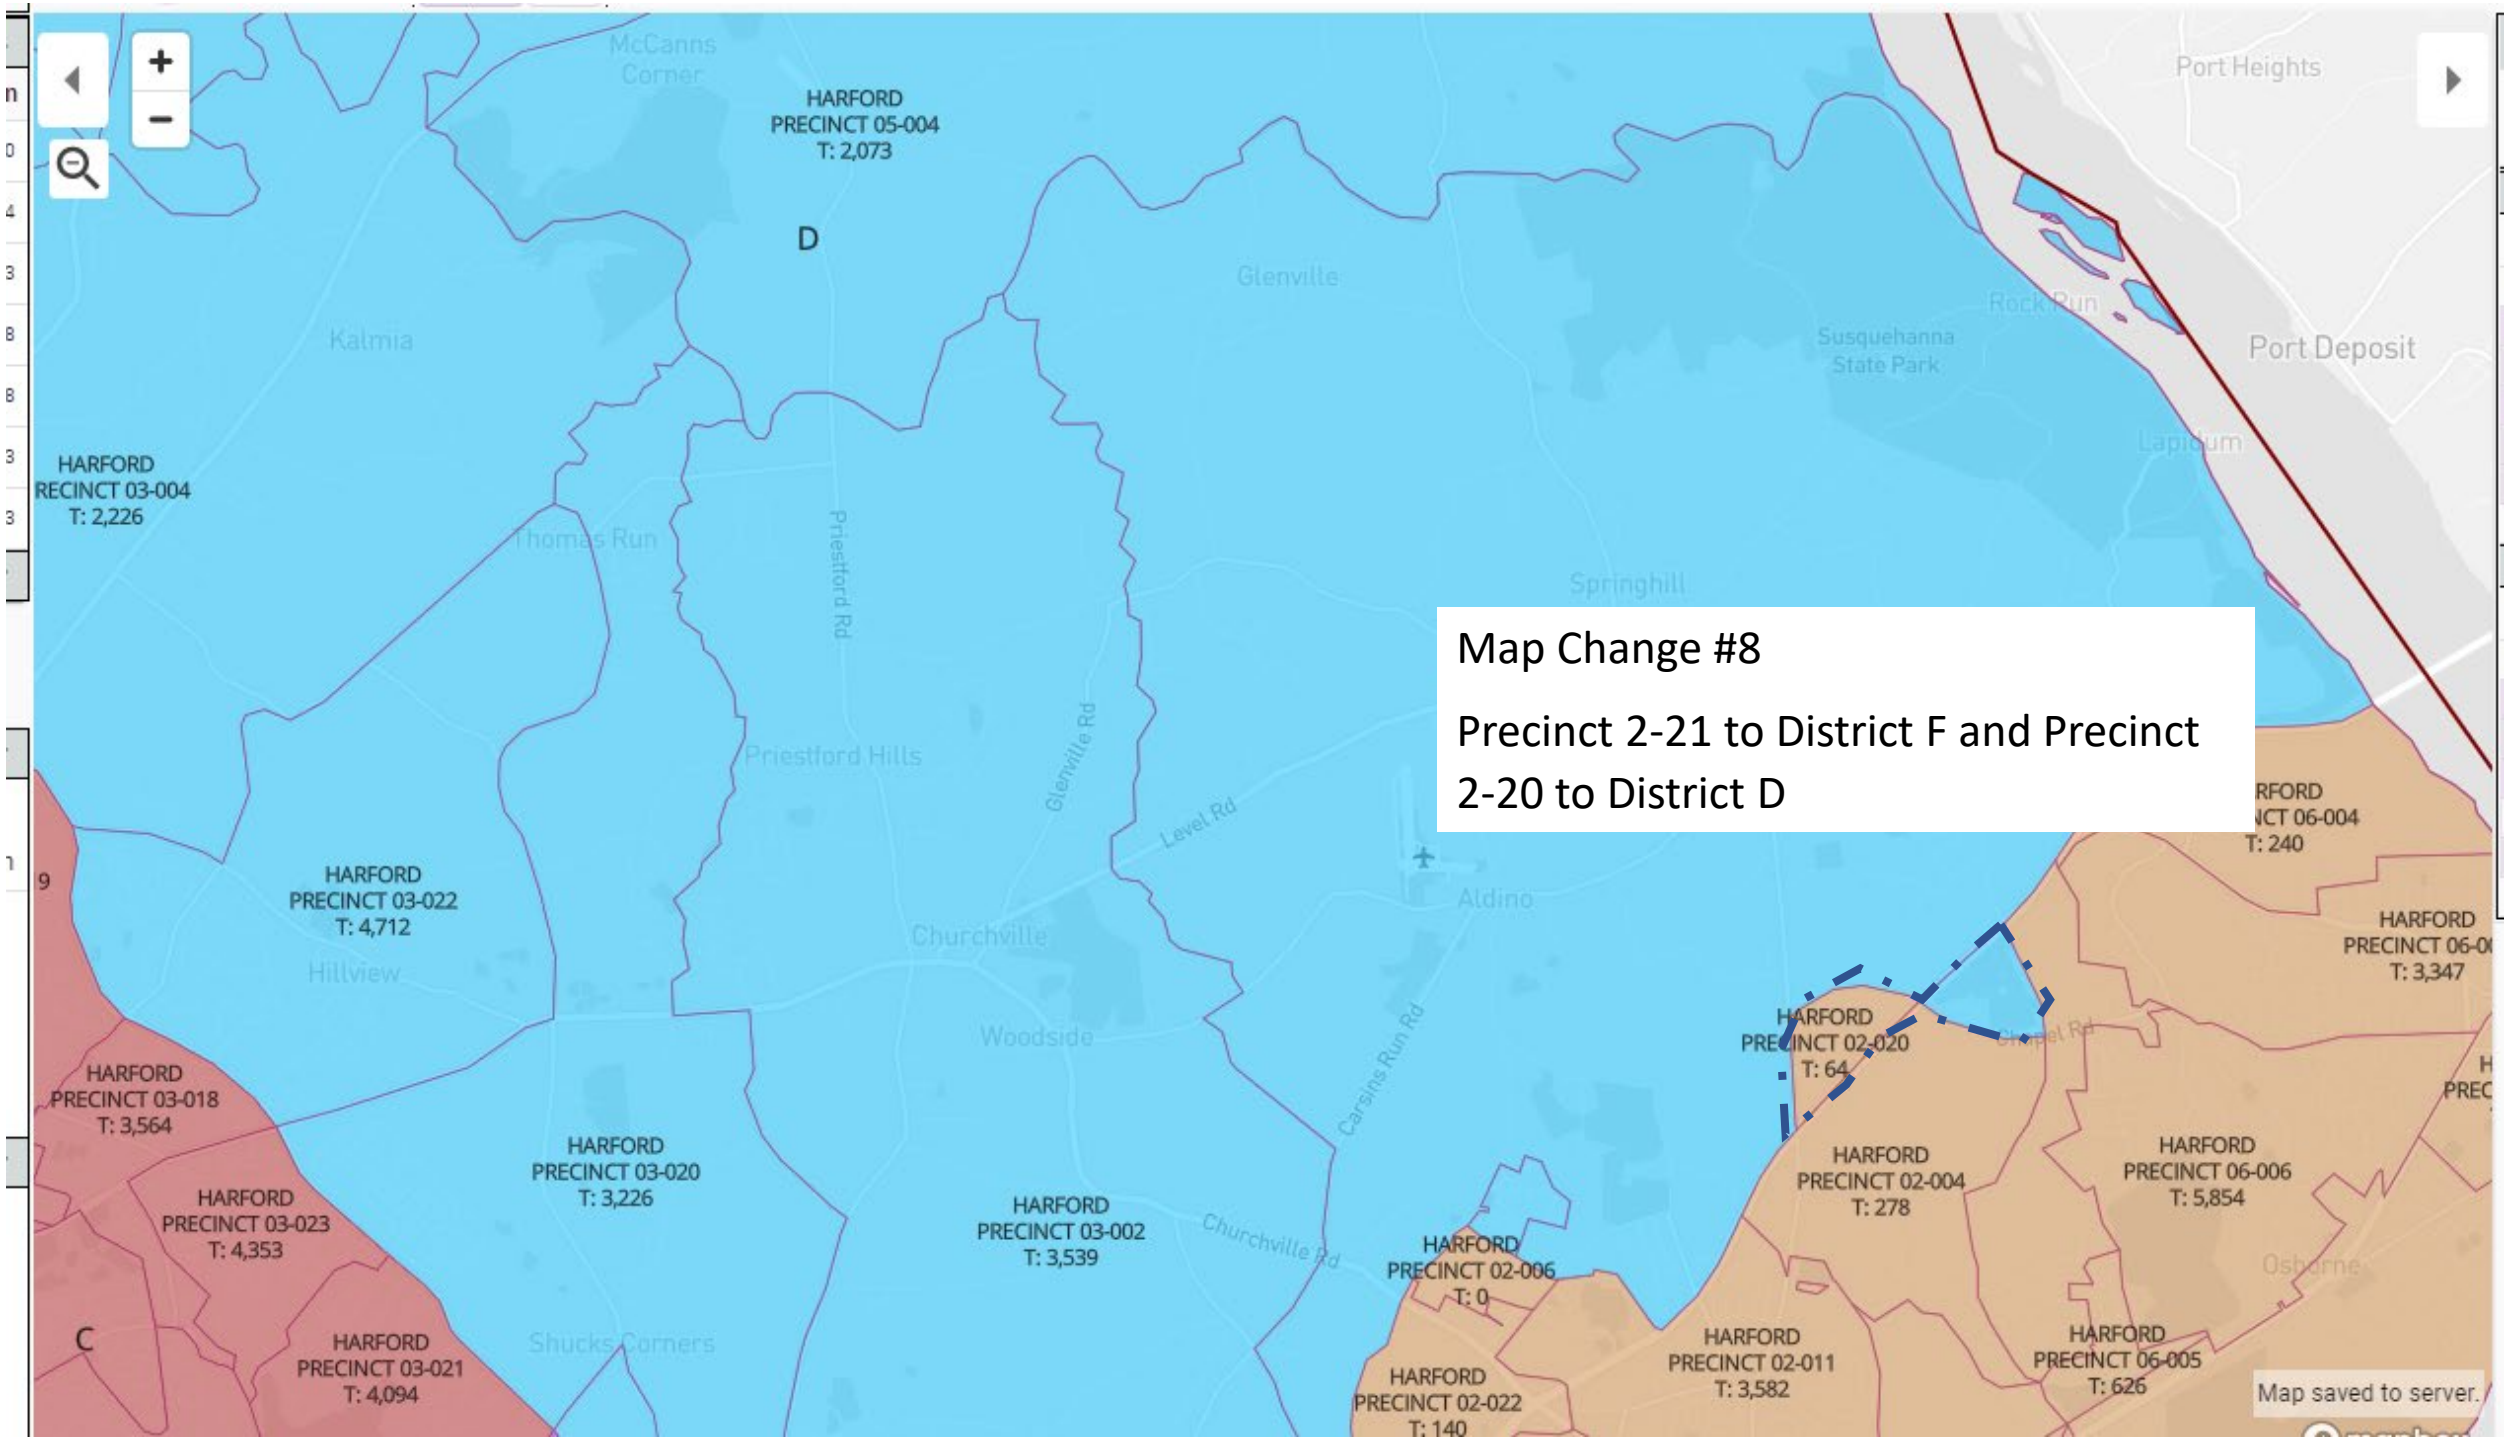 McCanns
Corner
HARFORD
PRECINCT 05-004
T: 2,073
D
Port Heights
Glenville
Kalmia
Rock Run
Susquehanna
State Park
Port Deposit
Lapidum
HARFORD
RECINCT 03-004
T: 2,226
Thomas Run
Priestford Rd
Springhill
Map Change #8
Precinct 2-21 to District F and Precinct
2-20 to District D
Priestford Hills
Glenville Rd
Level Rd
RFORD
NCT 06-004
T: 240
9
HARFORD
PRECINCT 03-022
T: 4,712
Hillview
Churchville
Aldino
HARFORD
PRECINCT 06-00
T: 3,347
Woodside
Carsins Run Rd
HARFORD
PRECINCT 02-020
T: 64
Chapel Rd
H
PREC
HARFORD
PRECINCT 03-018
T: 3,564
HARFORD
PRECINCT 03-020
T: 3,226
HARFORD
PRECINCT 02-004
T: 278
HARFORD
PRECINCT 06-006
T: 5,854
HARFORD
PRECINCT 03-023
T: 4,353
HARFORD
PRECINCT 03-002
T: 3,539
Churchville Rd
HARFORD
PRECINCT 02-006
T: 0
Osborne
C
HARFORD
PRECINCT 03-021
T: 4,094
Shucks Corners
HARFORD
PRECINCT 02-022
T: 140
HARFORD
PRECINCT 02-011
T: 3,582
HARFORD
PRECINCT 06-005
T: 626
Map saved to server.
mapbox